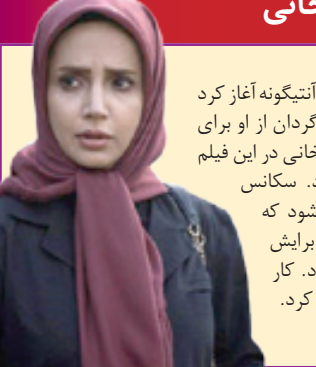 خانی
آنتیگونه آغاز کرد
گردان از او برای
خانی در این فیلم
د. سکانس
شود که
برایش
د. کار
کرد.